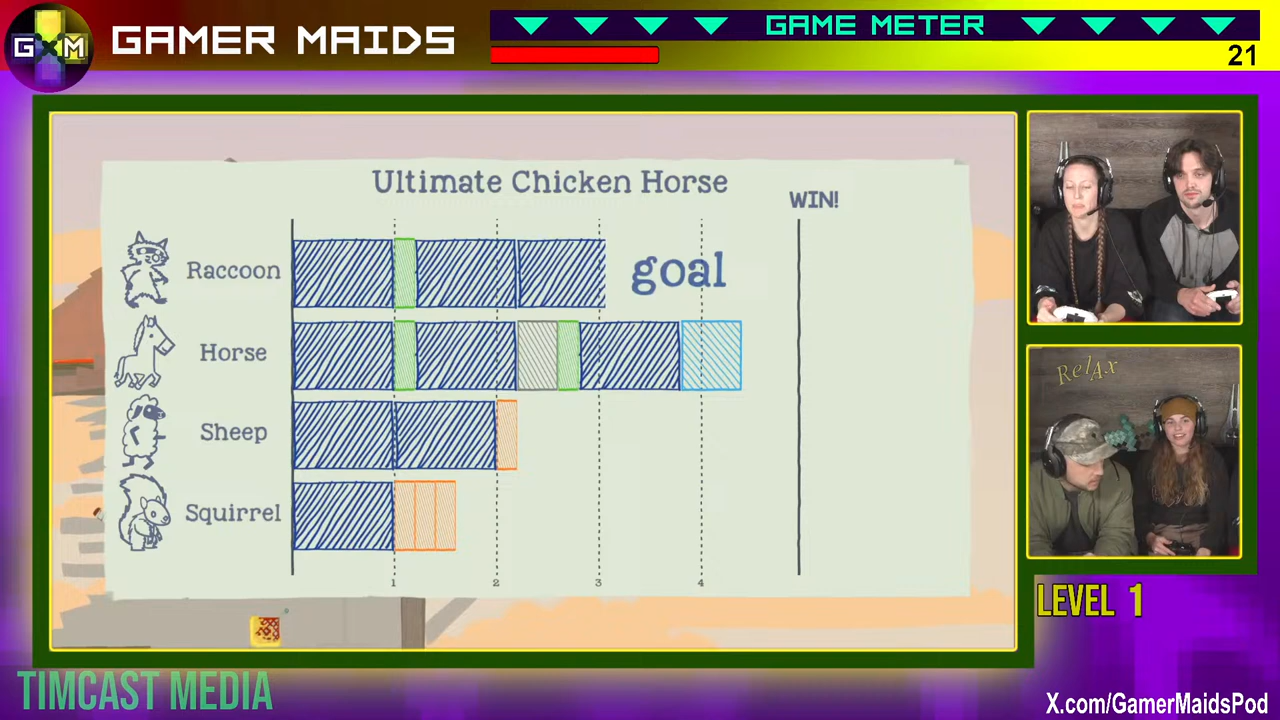 GXM
GAMER MAIDS
GAME METER
21
Ultimate Chicken Horse
WIN!
Raccoon
goal
Horse
Sheep
Squirrel
1
2
3
4
Relax
LEVEL 1
TIMCAST MEDIA
X.com/GamerMaidsPod